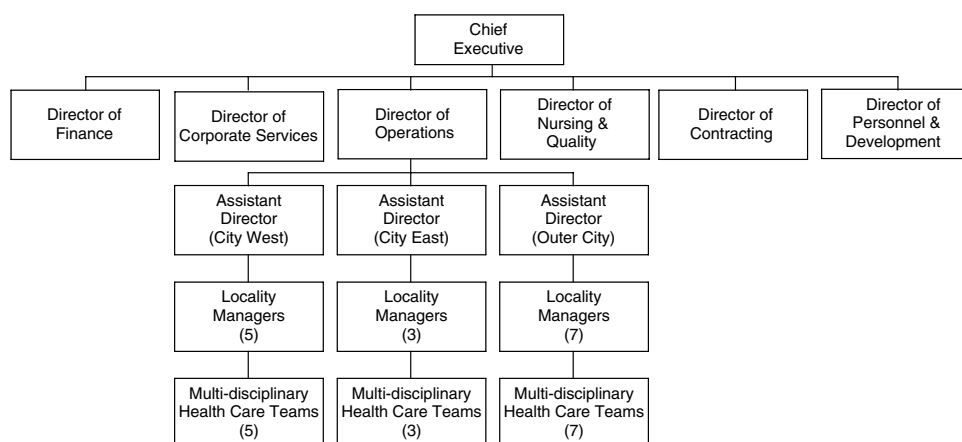 Chief
Executive
Director of
Finance
Director of
Corporate Services
Director of
Operations
Director of
Nursing &
Quality
Director of
Contracting
Director of
Personnel &
Development
Assistant
Director
(City West)
Assistant
Director
(City East)
Assistant
Director
(Outer City)
Locality
Managers
(5)
Locality
Managers
(3)
Locality
Managers
(7)
Multi-disciplinary
Health Care Teams
(5)
Multi-disciplinary
Health Care Teams
(3)
Multi-disciplinary
Health Care Teams
(7)